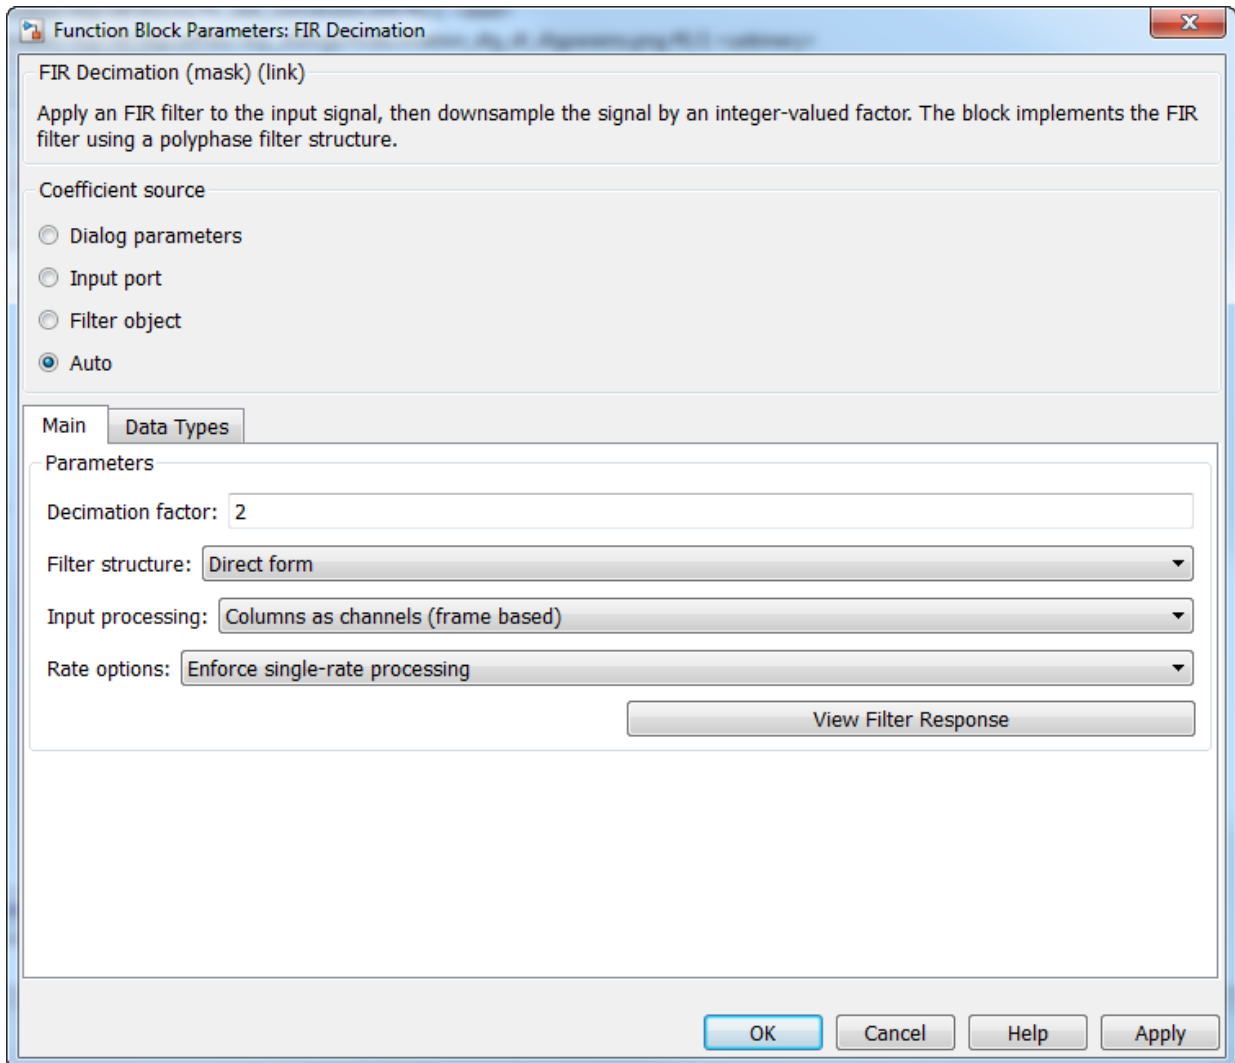 Function Block Parameters: FIR Decimation
FIR Decimation (mask) (link)
Apply an FIR filter to the input signal, then downsample the signal by an integer-valued factor. The block implements the FIR
filter using a polyphase filter structure.
Coefficient source
Dialog parameters
Input port
Filter object
Auto
Main Data Types
Parameters
Decimation factor: 2
Filter structure: Direct form
Input processing: Columns as channels (frame based)
Rate options: Enforce single-rate processing
View Filter Response
OK Cancel Help Apply